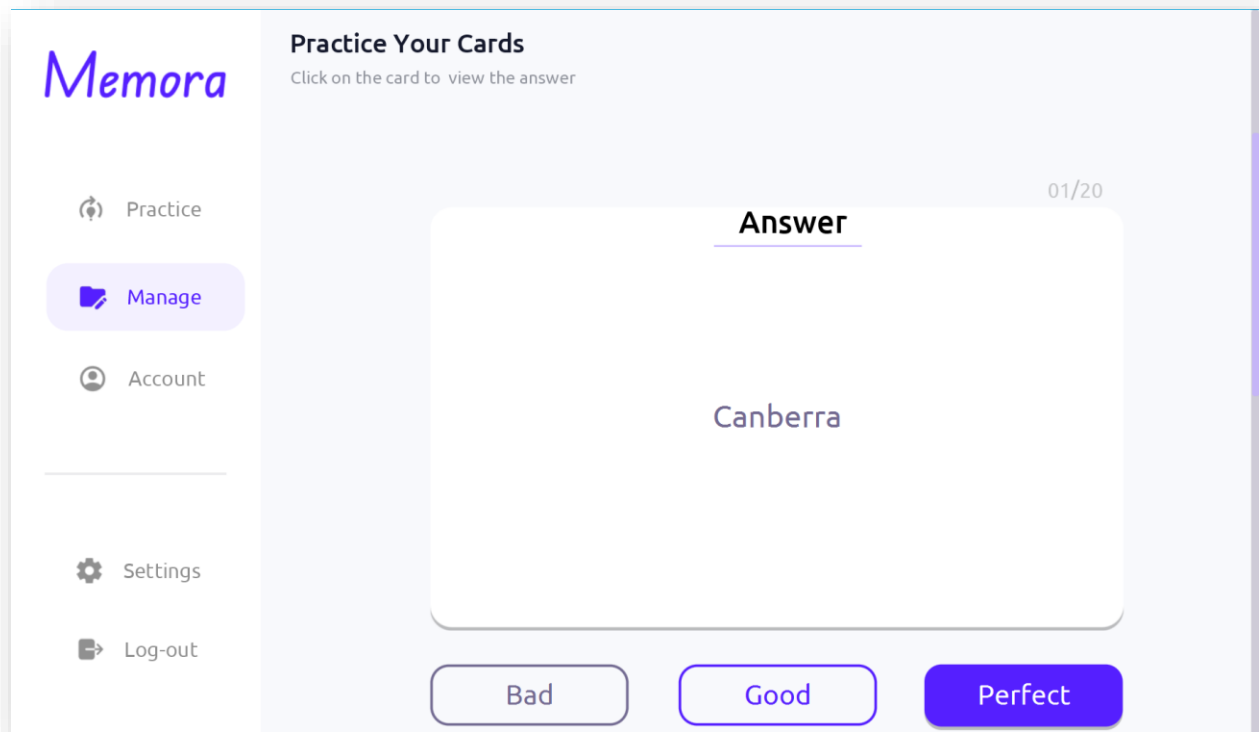 Memora
Practice
Manage
Account
Settings
Log-out
Practice Your Cards
Click on the card to view the answer
01/20
Answer
Canberra
Bad
Good
Perfect